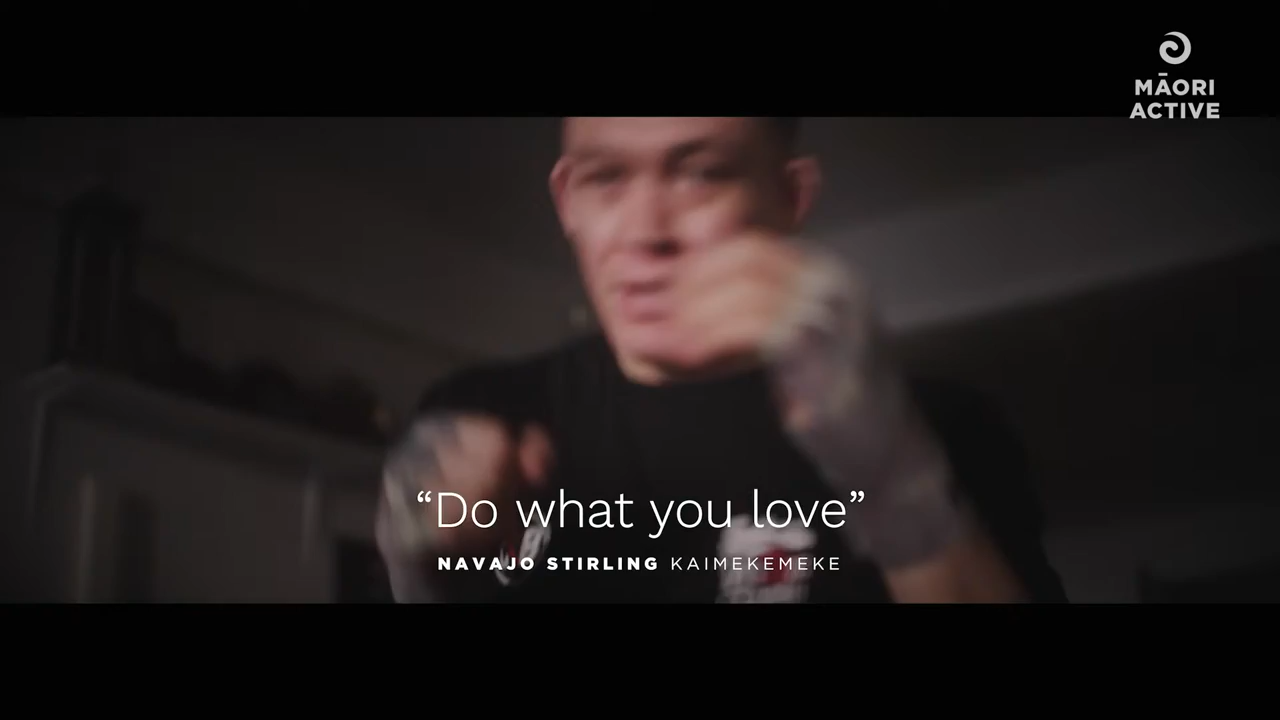 MĀORI
ACTIVE
“Do what you love”
NAVAJO STIRLING KAIMEKEMEKE